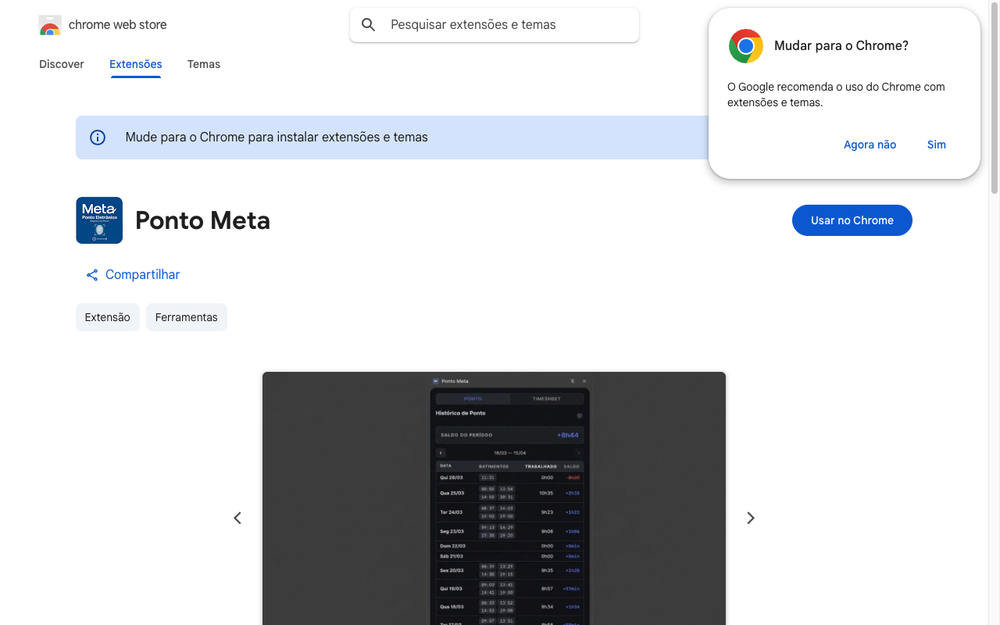 chrome web store
Pesquisar extensões e temas
Discover
Extensões
Temas
Mudar para o Chrome?
O Google recomenda o uso do Chrome com
extensões e temas.
Agora não
Sim
Mude para o Chrome para instalar extensões e temas
Meta
Ponto Eletrônico
Ponto Meta
Usar no Chrome
Compartilhar
Extensão
Ferramentas
Ponto Meta
PONTO
TIMESHEET
Histórico de Ponto
SALDO DO PERÍODO
+8h44
16/03 — 15/04
DATA BATIMENTOS TRABALHADO SALDO
Qui 26/03 11:31 0h00 -8h00
Qua 25/03 08:55 13:54 10h35 +2h35
14:55 20:31
Ter 24/03 08:37 14:03 9h23 +1h23
15:03 19:00
Seg 23/03 09:13 14:29 9h06 +1h06
15:30 19:20
Dom 22/03 0h00 +0min
Sáb 21/03 0h00 +0min
Sex 20/03 08:39 13:29 9h35 +1h35
14:30 19:15
Qui 19/03 09:03 13:41 8h57 +57min
14:41 19:00
Qua 18/03 08:33 13:52 9h34 +1h34
14:52 19:08
09:07 13:51